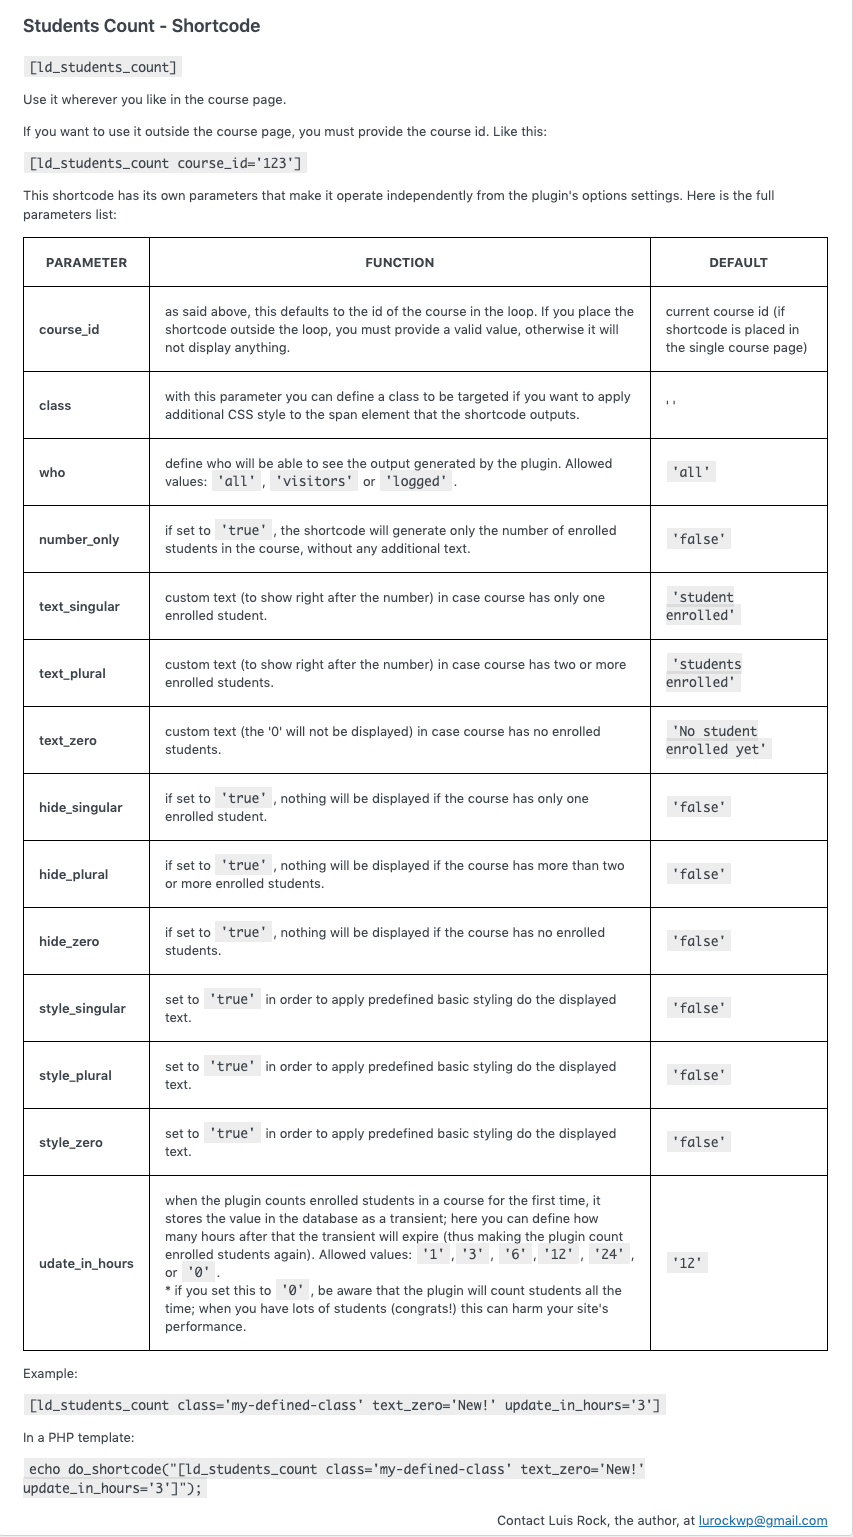 Students Count - Shortcode
[ld_students_count]
Use it wherever you like in the course page.
If you want to use it outside the course page, you must provide the course id. Like this:
[ld_students_count course_id='123']
This shortcode has its own parameters that make it operate independently from the plugin's options settings. Here is the full
parameters list:
PARAMETER FUNCTION DEFAULT
course_id
as said above, this defaults to the id of the course in the loop. If you place the
shortcode outside the loop, you must provide a valid value, otherwise it will
not display anything.
current course id (if
shortcode is placed in
the single course page)
class
with this parameter you can define a class to be targeted if you want to apply
additional CSS style to the span element that the shortcode outputs.
''
who
define who will be able to see the output generated by the plugin. Allowed
values: 'all' , 'visitors' or 'logged' .
'all'
number_only
if set to 'true' , the shortcode will generate only the number of enrolled
students in the course, without any additional text.
'false'
text_singular
custom text (to show right after the number) in case course has only one
enrolled student.
'student
enrolled'
text_plural
custom text (to show right after the number) in case course has two or more
enrolled students.
'students
enrolled'
text_zero
custom text (the '0' will not be displayed) in case course has no enrolled
students.
'No student
enrolled yet'
hide_singular
if set to 'true' , nothing will be displayed if the course has only one
enrolled student.
'false'
hide_plural
if set to 'true' , nothing will be displayed if the course has more than two
or more enrolled students.
'false'
hide_zero
if set to 'true' , nothing will be displayed if the course has no enrolled
students.
'false'
style_singular
set to 'true' in order to apply predefined basic styling do the displayed
text.
'false'
style_plural
set to 'true' in order to apply predefined basic styling do the displayed
text.
'false'
style_zero
set to 'true' in order to apply predefined basic styling do the displayed
text.
'false'
udate_in_hours
when the plugin counts enrolled students in a course for the first time, it
stores the value in the database as a transient; here you can define how
many hours after that the transient will expire (thus making the plugin count
enrolled students again). Allowed values: '1' , '3' , '6' , '12' , '24' ,
or '0' .
* if you set this to '0' , be aware that the plugin will count students all the
time; when you have lots of students (congrats!) this can harm your site's
performance.
'12'
Example:
[ld_students_count class='my-defined-class' text_zero='New!' update_in_hours='3']
In a PHP template:
echo do_shortcode("[ld_students_count class='my-defined-class' text_zero='New!'
update_in_hours='3']");
Contact Luis Rock, the author, at lurockwp@gmail.com